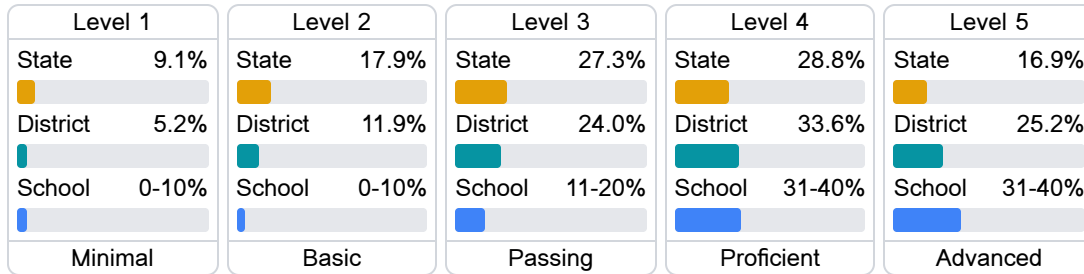 Level 1
State 9.1%
District 5.2%
School 0-10%
Minimal
Level 2
State 17.9%
District 11.9%
School 0-10%
Basic
Level 3
State 27.3%
District 24.0%
School 11-20%
Passing
Level 4
State 28.8%
District 33.6%
School 31-40%
Proficient
Level 5
State 16.9%
District 25.2%
School 31-40%
Advanced